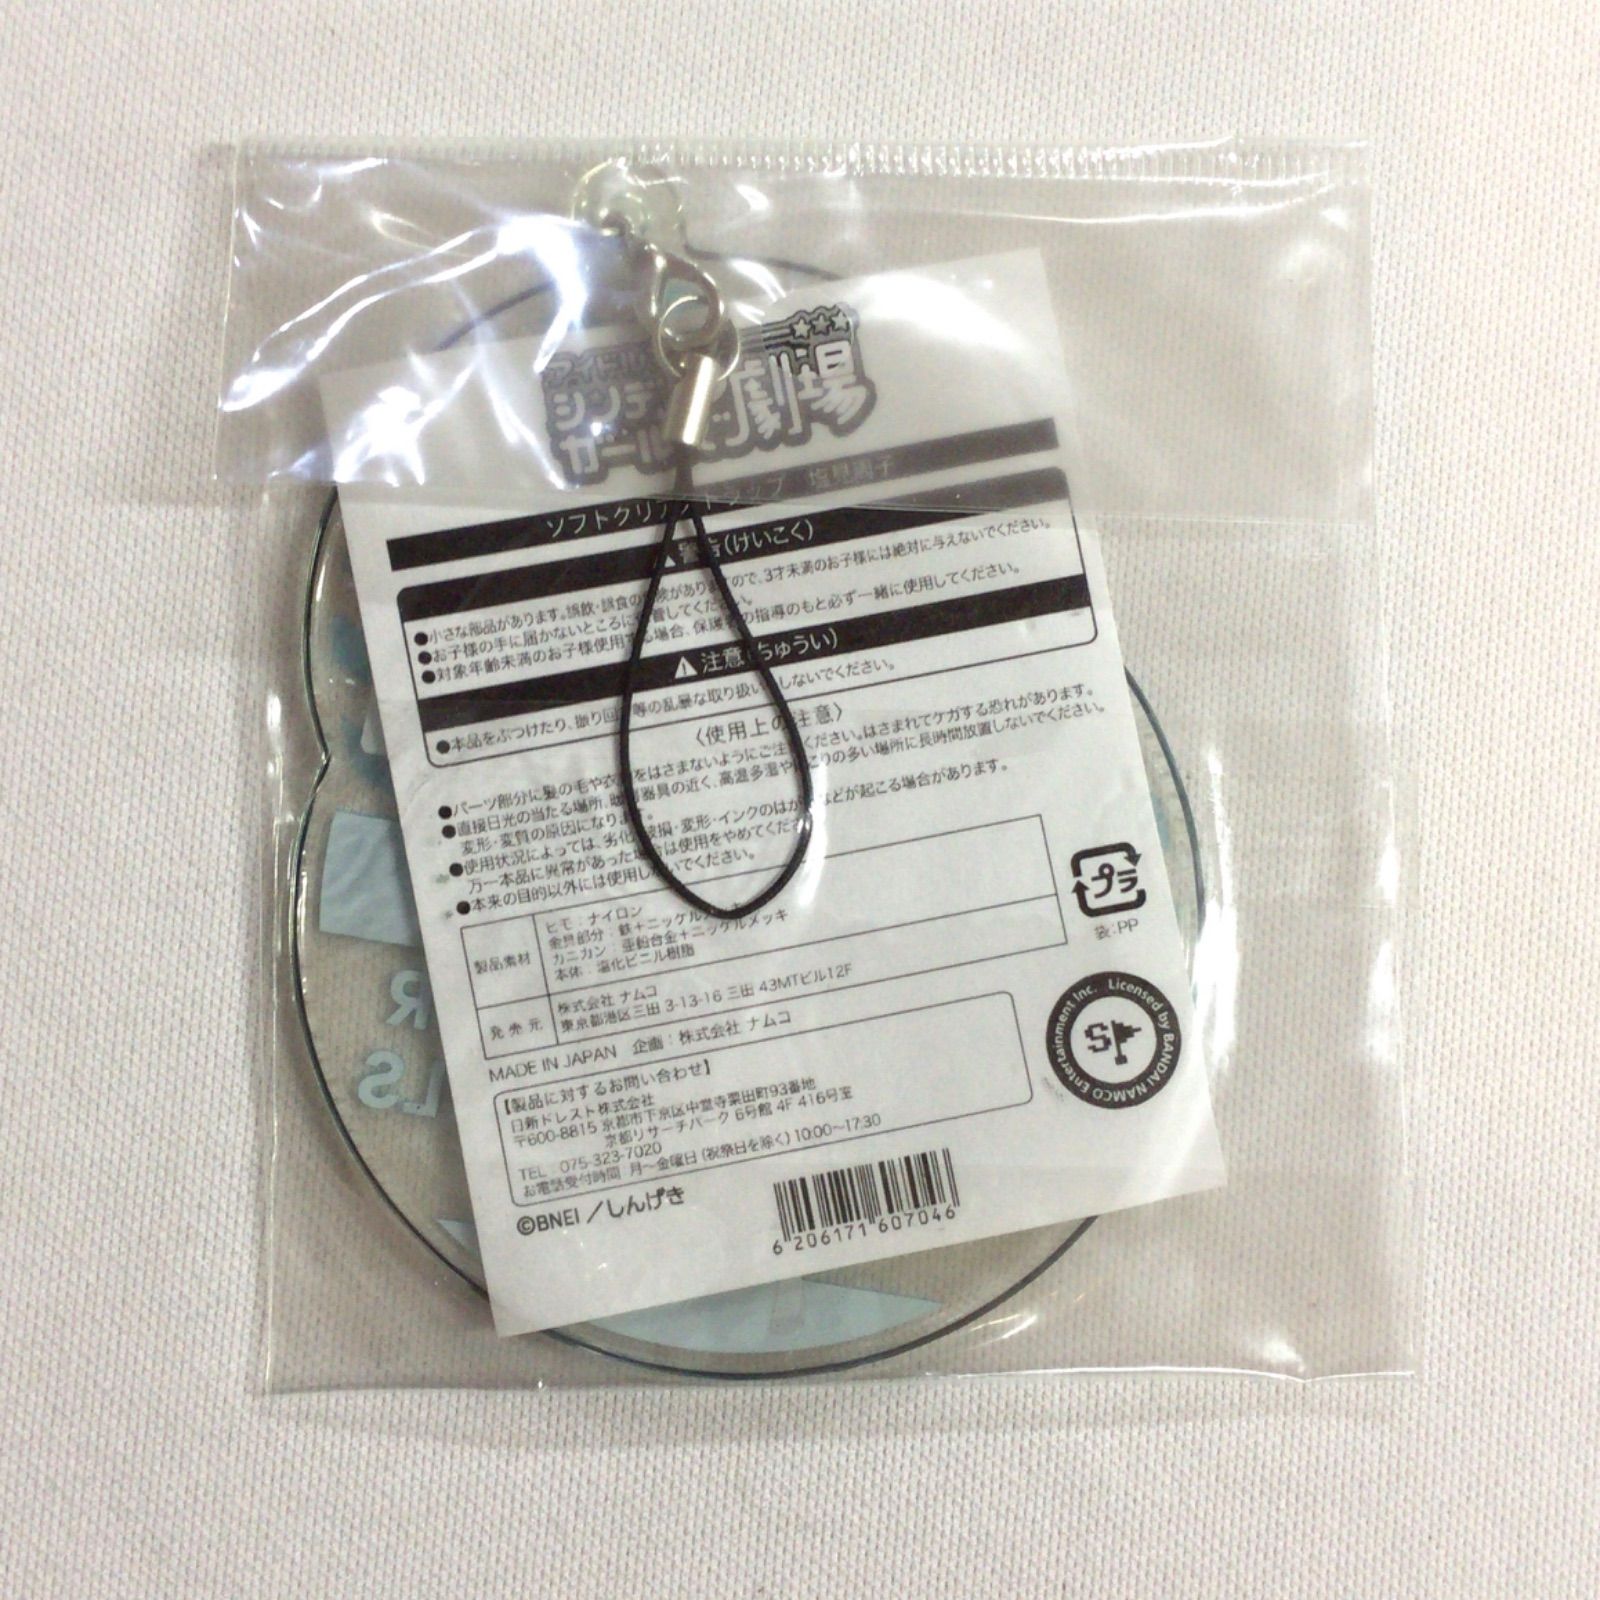 シンデ
ガール 劇場
ソフトクリア トラップ 塩見周子
警告(けいこく)
●小さな部品があります。誤飲・誤食の 険がありますので、3才未満のお子様には絶対に与えないでください。
●お子様の手に届かないところに 管してください。
●対象年齢未満のお子様使用する場合、保護者の指導のもと必ず一緒に使用してください。
注意(ちゅうい)
●本品をぶつけたり、振り回 等の乱暴な取り扱い しないでください。
〈使用上の注意〉
●パーツ部分に髪の毛や衣 をはさまないようにご注 ください。はさまれてケガする恐れがあります。
●直接日光の当たる場所、暖 器具の近く、高温多湿や こりの多い場所に長時間放置しないでください。
変形・変質の原因になります。
●使用状況によっては、劣化 破損・変形・インクのはが などが起こる場合があります。
万一本品に異常があった場合は使用をやめてくださ
●本来の目的以外には使用し いでください。
製品素材
ヒモ:ナイロン
金具部分:鉄+ニッケルメッキ
カニカン:亜鉛合金+ニッケルメッキ
本体:塩化ビニル樹脂
発売元
株式会社 ナムコ
東京都港区三田 3-13-16 三田 43MTビル12F
MADE IN JAPAN 企画:株式会社 ナムコ
プラ
袋:PP
Licensed by BANDAI NAMCO Entertainment Inc.
【製品に対するお問い合わせ】
日新ドレスト株式会社
〒600-8815 京都市下京区中堂寺粟田町93番地
京都リサーチパーク 6号館 4F 416号室
TEL 075-323-7020
お電話受付時間 月~金曜日(祝祭日を除く)10:00~17:30
©BNEI/しんげき
6 206171 607046